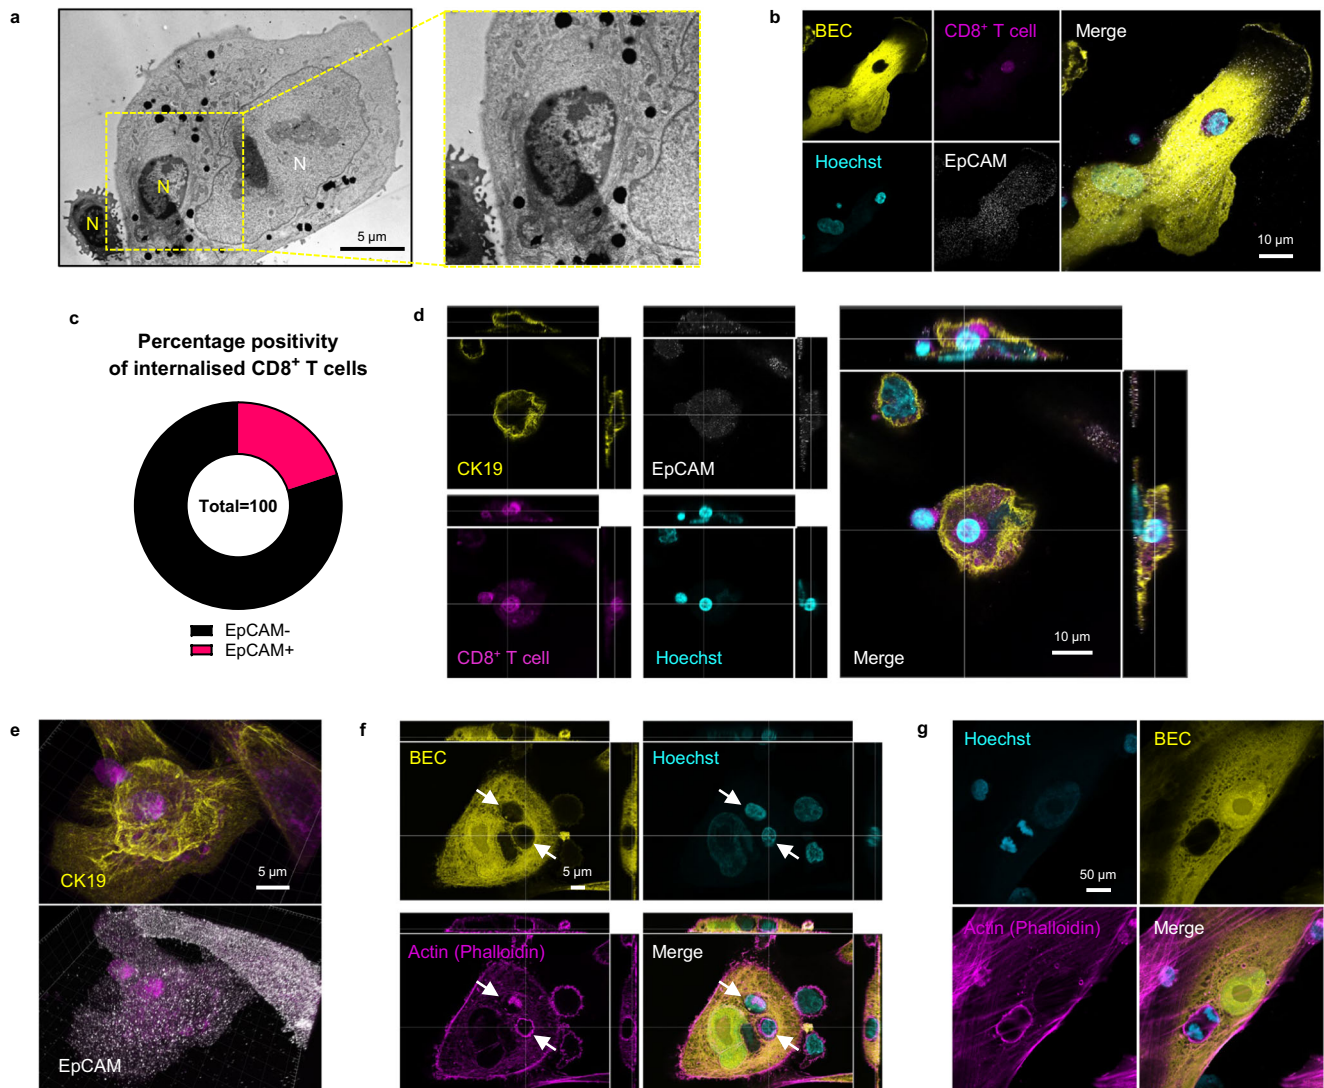 a
N
N
N
5 µm
b
BEC
CD8⁺ T cell
Merge
Hoechst
EpCAM
10 µm
c
Percentage positivity
of internalised CD8⁺ T cells
Total=100
EpCAM-
EpCAM+
d
CK19
EpCAM
CD8⁺ T cell
Hoechst
Merge
10 µm
e
CK19
5 µm
EpCAM
f
BEC
Hoechst
5 µm
Actin (Phalloidin)
Merge
g
Hoechst
BEC
50 µm
Actin (Phalloidin)
Merge